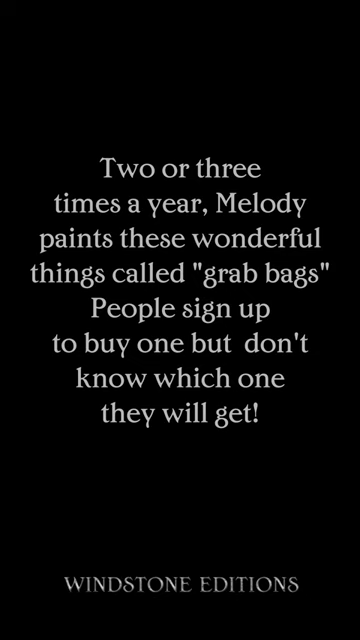 Two or three
times a year, Melody
paints these wonderful
things called "grab bags"
People sign up
to buy one but don't
know which one
they will get!
WINDSTONE EDITIONS